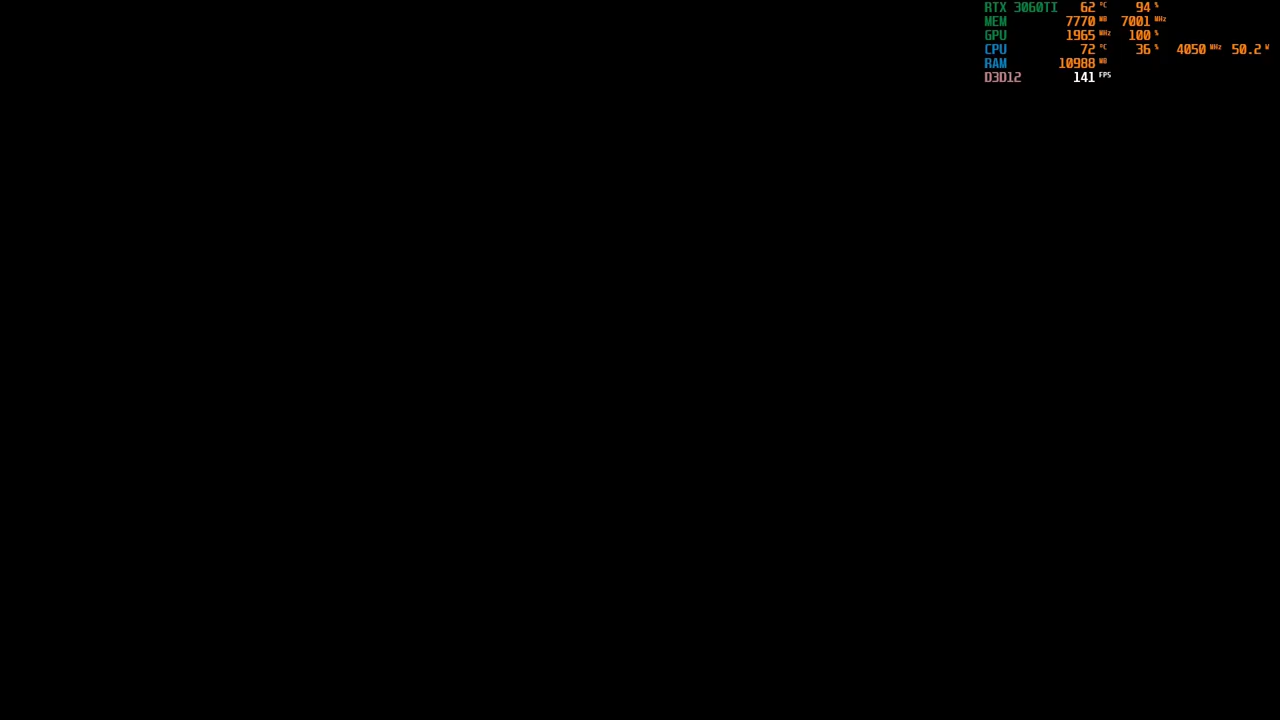 RTX 3060TI 62 °C 94 %
MEM 7770 MB 7001 MHz
GPU 1965 MHz 100 %
CPU 72 °C 36 % 4050 MHz 50.2 W
RAM 10988 MB
D3D12 141 FPS